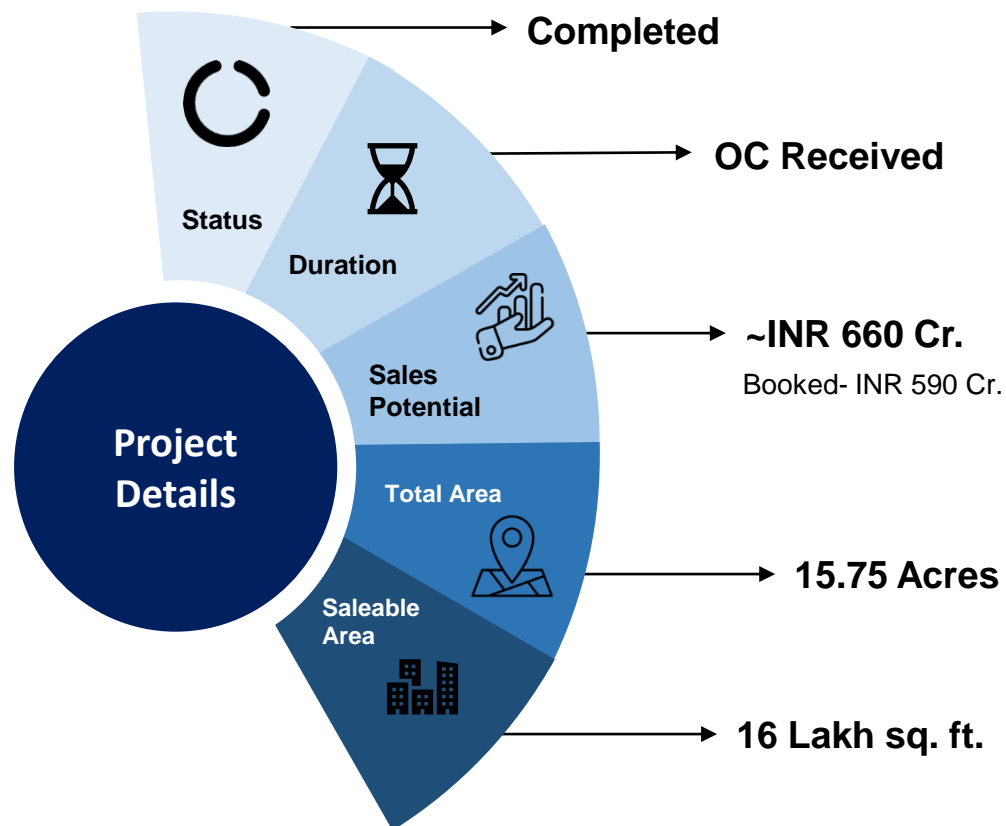 Completed
Status
OC Received
Duration
~INR 660 Cr.
Booked- INR 590 Cr.
Sales
Potential
Project
Details
Total Area
15.75 Acres
Saleable
Area
16 Lakh sq. ft.